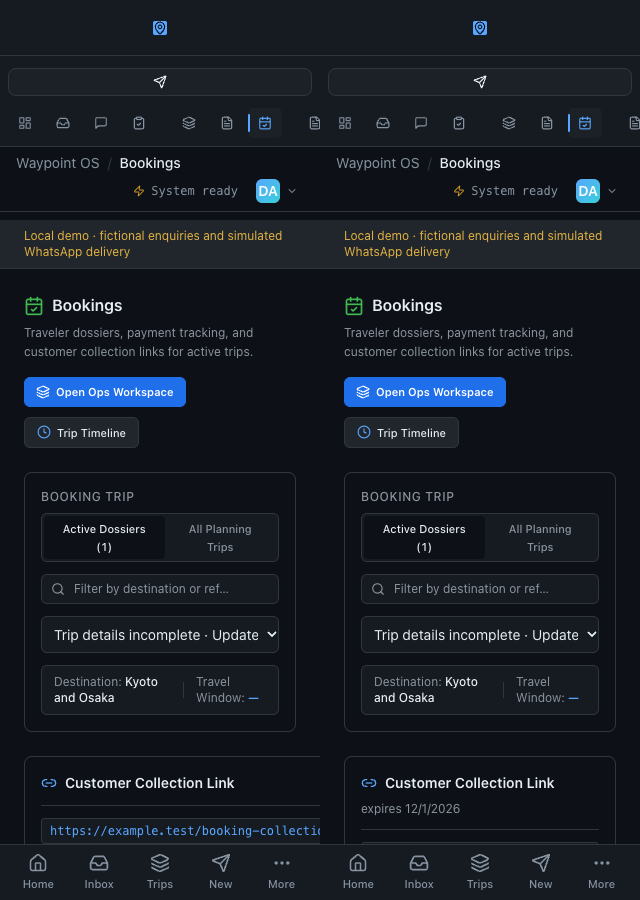 Waypoint OS / Bookings
System ready DA
Local demo · fictional enquiries and simulated
WhatsApp delivery
Bookings
Traveler dossiers, payment tracking, and
customer collection links for active trips.
Open Ops Workspace
Trip Timeline
BOOKING TRIP
Active Dossiers
(1)
All Planning
Trips
Filter by destination or ref...
Trip details incomplete · Update
Destination: Kyoto
and Osaka
Travel
Window: —
Customer Collection Link
https://example.test/booking-collectio
Home Inbox Trips New More
Waypoint OS / Bookings
System ready DA
Local demo · fictional enquiries and simulated
WhatsApp delivery
Bookings
Traveler dossiers, payment tracking, and
customer collection links for active trips.
Open Ops Workspace
Trip Timeline
BOOKING TRIP
Active Dossiers
(1)
All Planning
Trips
Filter by destination or ref...
Trip details incomplete · Update
Destination: Kyoto
and Osaka
Travel
Window: —
Customer Collection Link
expires 12/1/2026
Home Inbox Trips New More